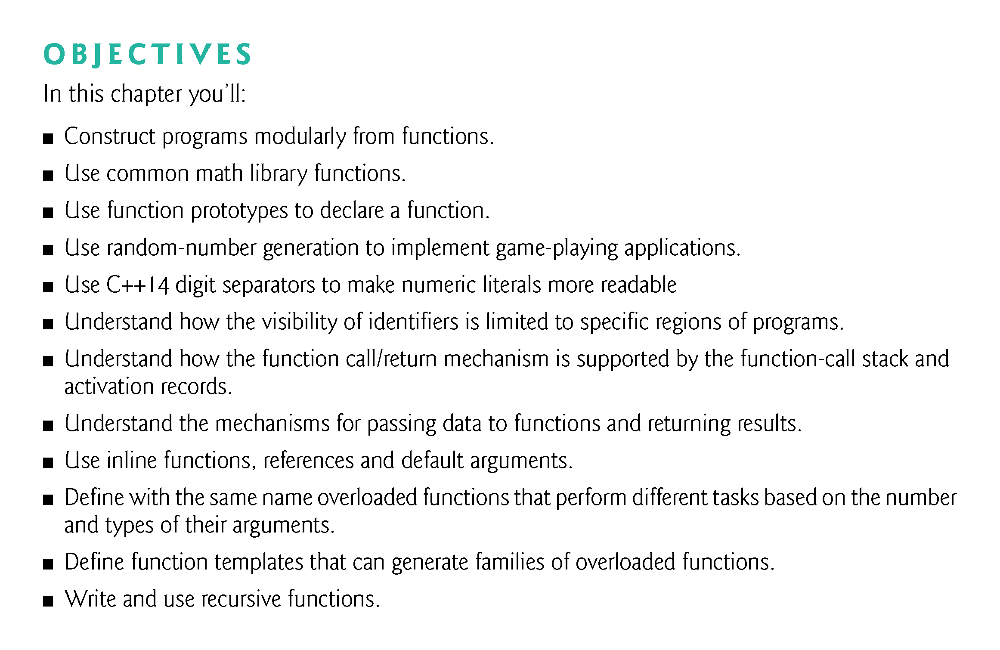 OBJECTIVES
In this chapter you’ll:
■ Construct programs modularly from functions.
■ Use common math library functions.
■ Use function prototypes to declare a function.
■ Use random-number generation to implement game-playing applications.
■ Use C++14 digit separators to make numeric literals more readable
■ Understand how the visibility of identifiers is limited to specific regions of programs.
■ Understand how the function call/return mechanism is supported by the function-call stack and
activation records.
■ Understand the mechanisms for passing data to functions and returning results.
■ Use inline functions, references and default arguments.
■ Define with the same name overloaded functions that perform different tasks based on the number
and types of their arguments.
■ Define function templates that can generate families of overloaded functions.
■ Write and use recursive functions.